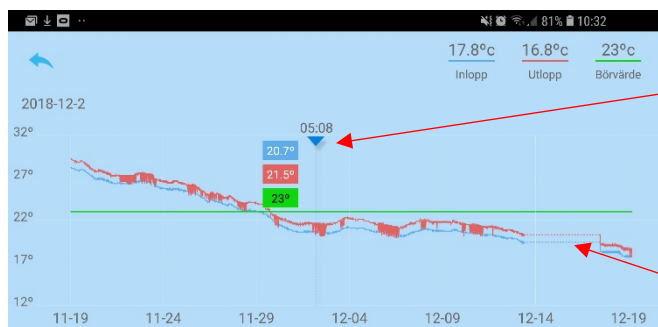 81% 10:32
17.8ºc 16.8ºc 23ºc
Inlopp Utlopp Börvärde
2018-12-2
05:08
32º
20.7º
27º
21.5º
23º
22º
17º
12º
11-19 11-24 11-29 12-04 12-09 12-14 12-19